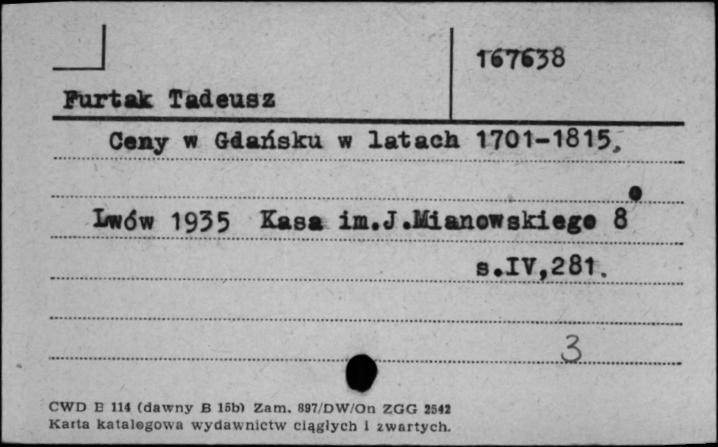 167638
Furtak Tadeusz
Ceny w Gdańsku w latach 1701-1815.
Lwów 1935 Kasa im.J.Mianowskiego 8°
s.IV,281.
3
CWD B 114 (dawny B 15b) Zam. 897/DW/On ZGG 2542
Karta katalogowa wydawnictw ciągłych i zwartych.